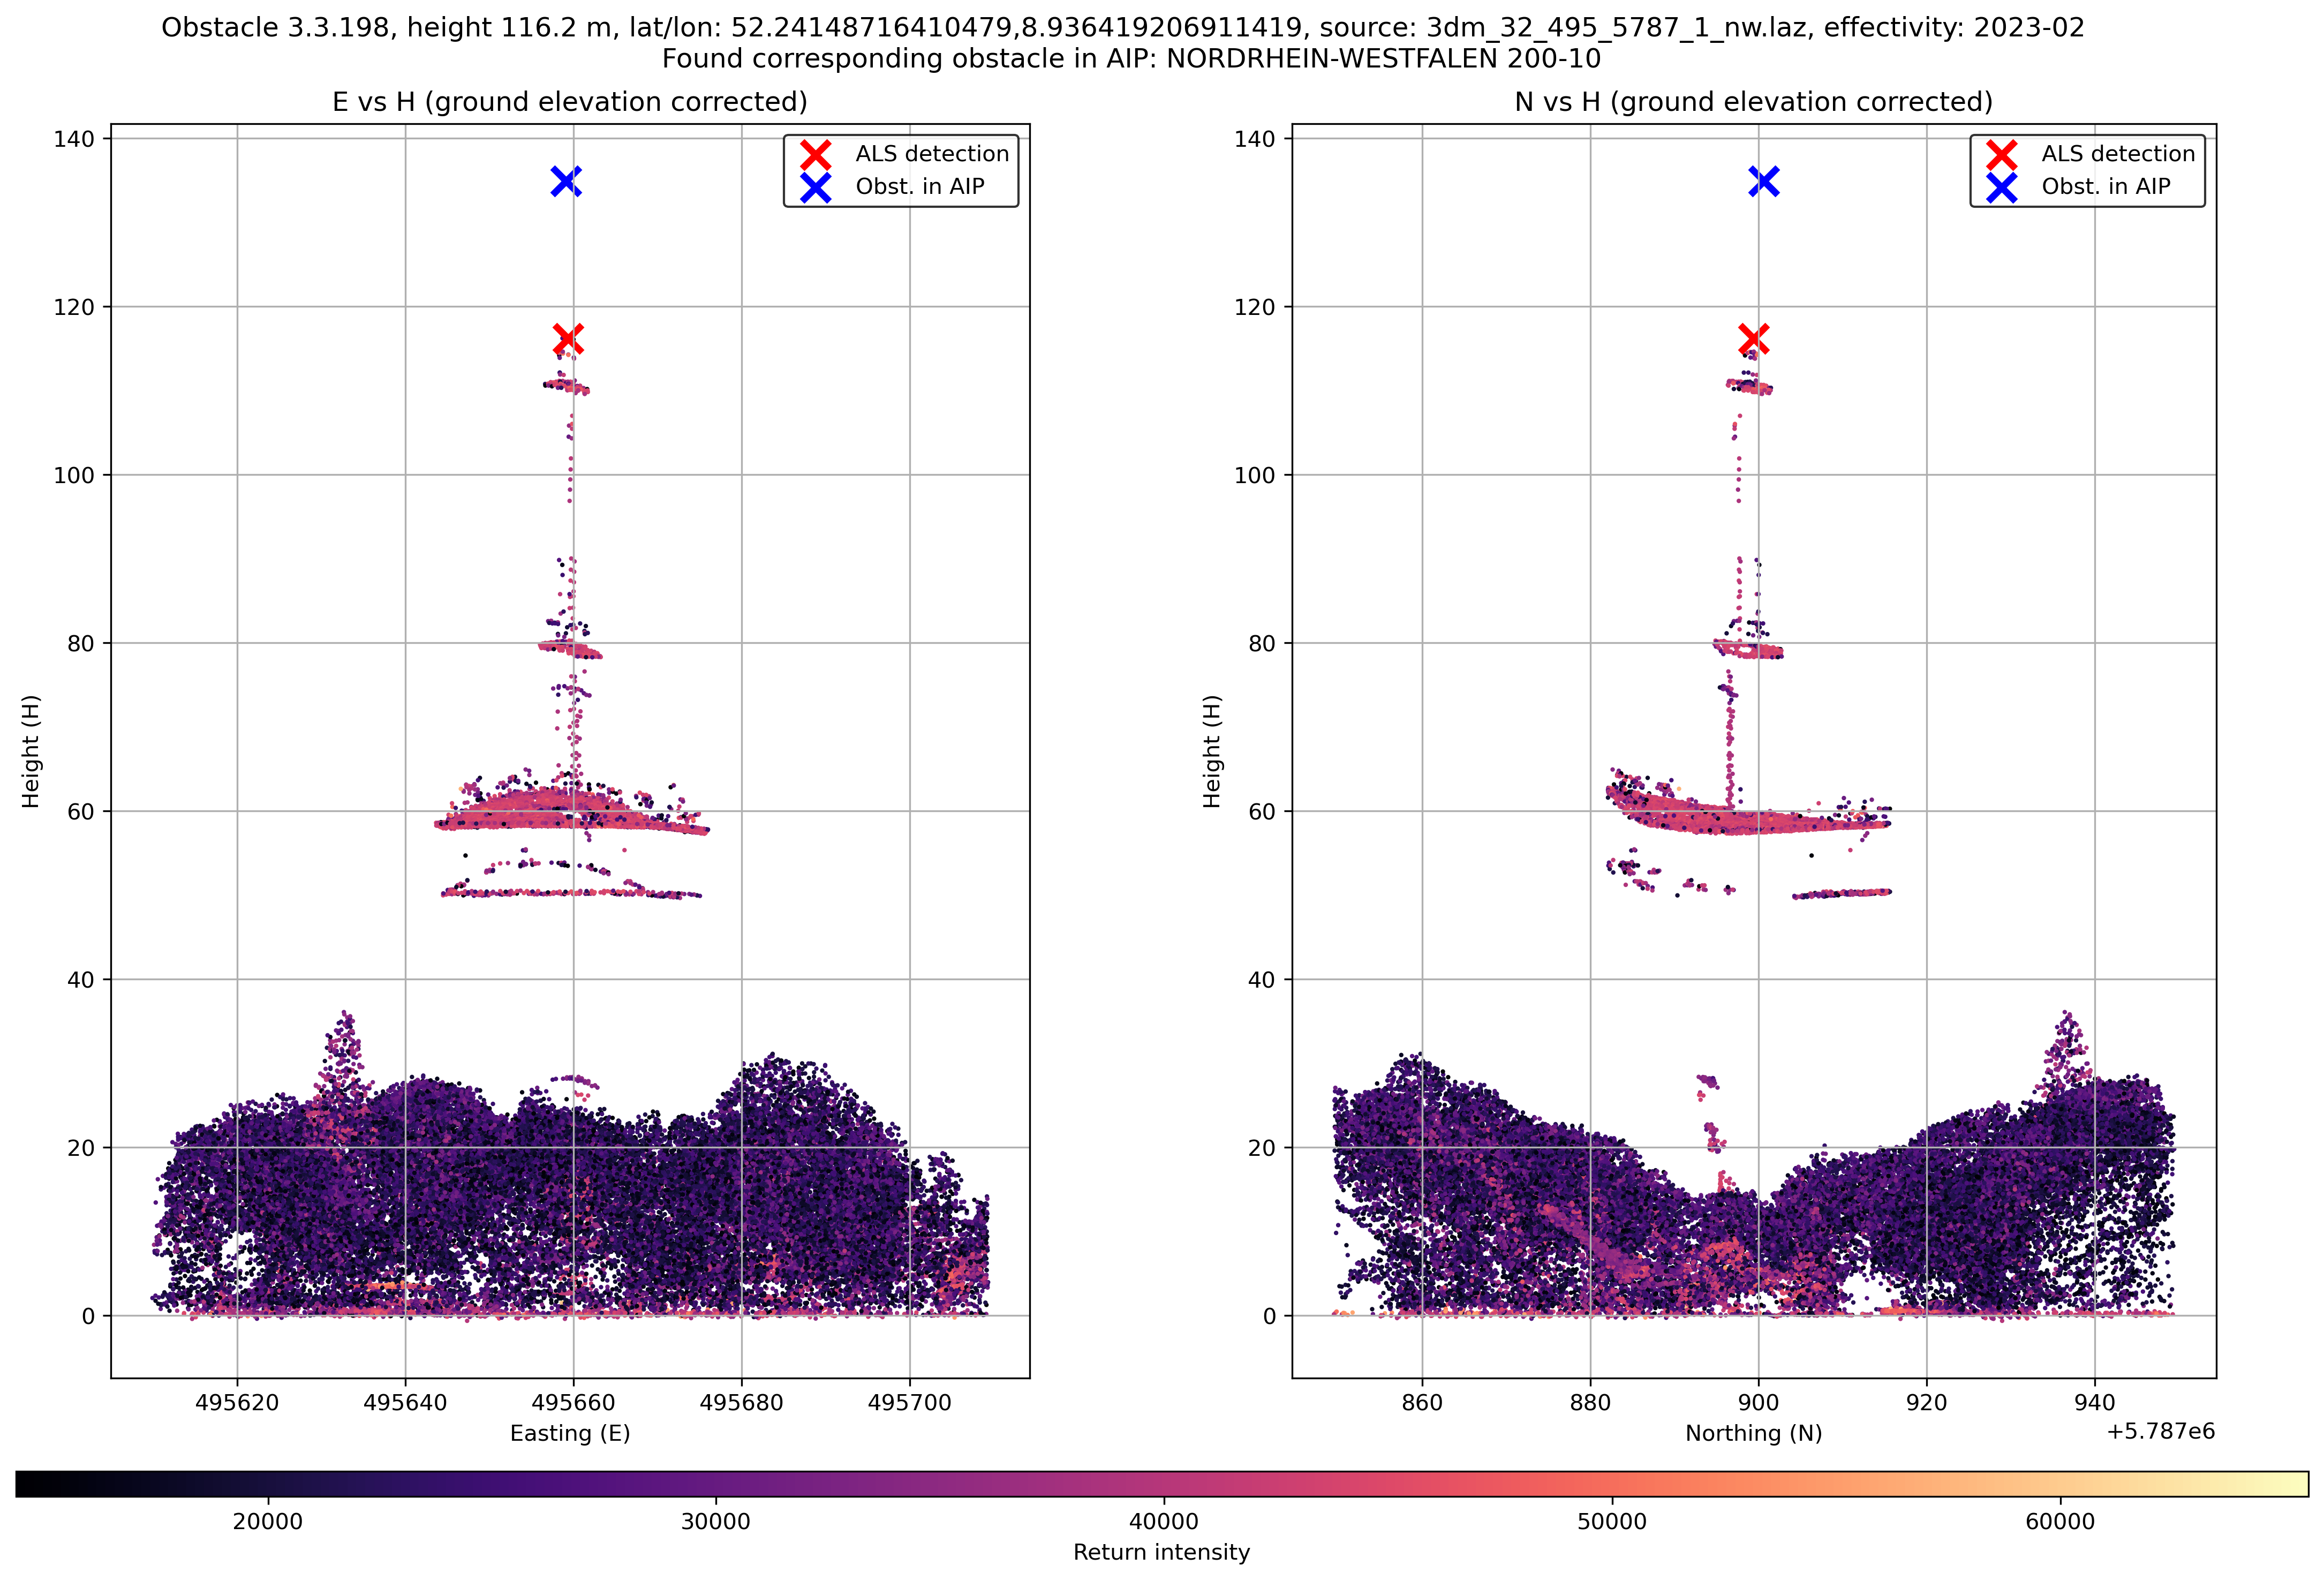 Obstacle 3.3.198, height 116.2 m, lat/lon: 52.24148716410479,8.936419206911419, source: 3dm_32_495_5787_1_nw.laz, effectivity: 2023-02
Found corresponding obstacle in AIP: NORDRHEIN-WESTFALEN 200-10
E vs H (ground elevation corrected)
ALS detection
Obst. in AIP
140
120
100
80
60
40
20
0
Height (H)
495620
495640
495660
495680
495700
Easting (E)
N vs H (ground elevation corrected)
ALS detection
Obst. in AIP
140
120
100
80
60
40
20
0
Height (H)
860
880
900
920
940
+5.787e6
Northing (N)
20000
30000
40000
50000
60000
Return intensity